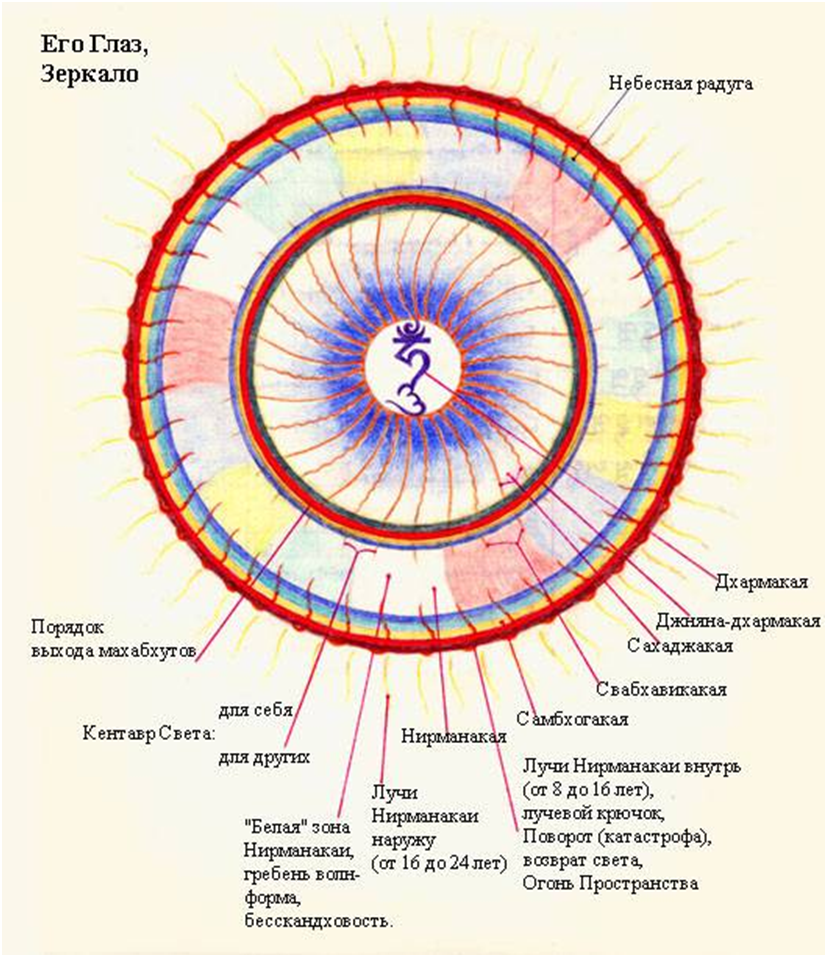 Его Глаз,
Зеркало
Небесная радуга
Дхармакая
Джняна-дхармакая
Сахаджакая
Свабхавикакая
Самбхогакая
Порядок
выхода махабхутов
для себя
Кентавр Света:
для других
Нирманакая
"Белая" зона
Нирманакаи,
гребень волн-
форма,
бесскандховость.
Лучи
Нирманакаи
наружу
(от 16 до 24 лет)
Лучи Нирманакаи внутрь
(от 8 до 16 лет),
лучевой крючок,
Поворот (катастрофа),
возврат света,
Огонь Пространства